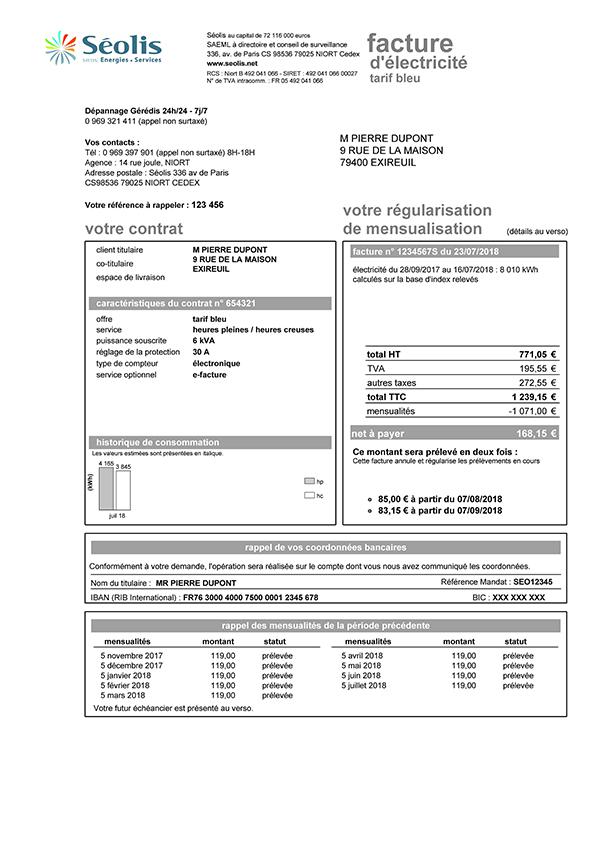 Séolis
Energies • Services
Séolis au capital de 72 116 000 euros
SAEML à directoire et conseil de surveillance
336, av. de Paris CS 98536 79025 NIORT Cedex
www.seolis.net
RCS : Niort B 492 041 066 - SIRET : 492 041 066 00027
N° de TVA intracomm. : FR 05 492 041 066
facture
d'électricité
tarif bleu
Dépannage Gérédis 24h/24 - 7j/7
0 969 321 411 (appel non surtaxé)
Vos contacts :
Tél : 0 969 397 901 (appel non surtaxé) 8H-18H
Agence : 14 rue joule, NIORT
Adresse postale : Séolis 336 av de Paris
CS98536 79025 NIORT CEDEX
M PIERRE DUPONT
9 RUE DE LA MAISON
79400 EXIREUIL
Votre référence à rappeler : 123 456
votre contrat
client titulaire M PIERRE DUPONT
co-titulaire 9 RUE DE LA MAISON
espace de livraison EXIREUIL
caractéristiques du contrat n° 654321
offre tarif bleu
service heures pleines / heures creuses
puissance souscrite 6 kVA
réglage de la protection 30 A
type de compteur électronique
service optionnel e-facture
historique de consommation
Les valeurs estimées sont présentées en italique.
4 165 3 845
(kWh)
hp
hc
juil 18
votre régularisation
de mensualisation (détails au verso)
facture n° 1234567S du 23/07/2018
électricité du 28/09/2017 au 16/07/2018 : 8 010 kWh
calculés sur la base d'index relevés
total HT 771,05 €
TVA 195,55 €
autres taxes 272,55 €
total TTC 1 239,15 €
mensualités -1 071,00 €
net à payer 168,15 €
Ce montant sera prélevé en deux fois :
Cette facture annule et régularise les prélèvements en cours
85,00 € à partir du 07/08/2018
83,15 € à partir du 07/09/2018
rappel de vos coordonnées bancaires
Conformément à votre demande, l'opération sera réalisée sur le compte dont vous nous avez communiqué les coordonnées.
Nom du titulaire : MR PIERRE DUPONT Référence Mandat : SEO12345
IBAN (RIB International) : FR76 3000 4000 7500 0001 2345 678 BIC : XXX XXX XXX
rappel des mensualités de la période précédente
mensualités montant statut mensualités montant statut
5 novembre 2017 119,00 prélevée 5 avril 2018 119,00 prélevée
5 décembre 2017 119,00 prélevée 5 mai 2018 119,00 prélevée
5 janvier 2018 119,00 prélevée 5 juin 2018 119,00 prélevée
5 février 2018 119,00 prélevée 5 juillet 2018 119,00 prélevée
5 mars 2018 119,00 prélevée
Votre futur échéancier est présenté au verso.